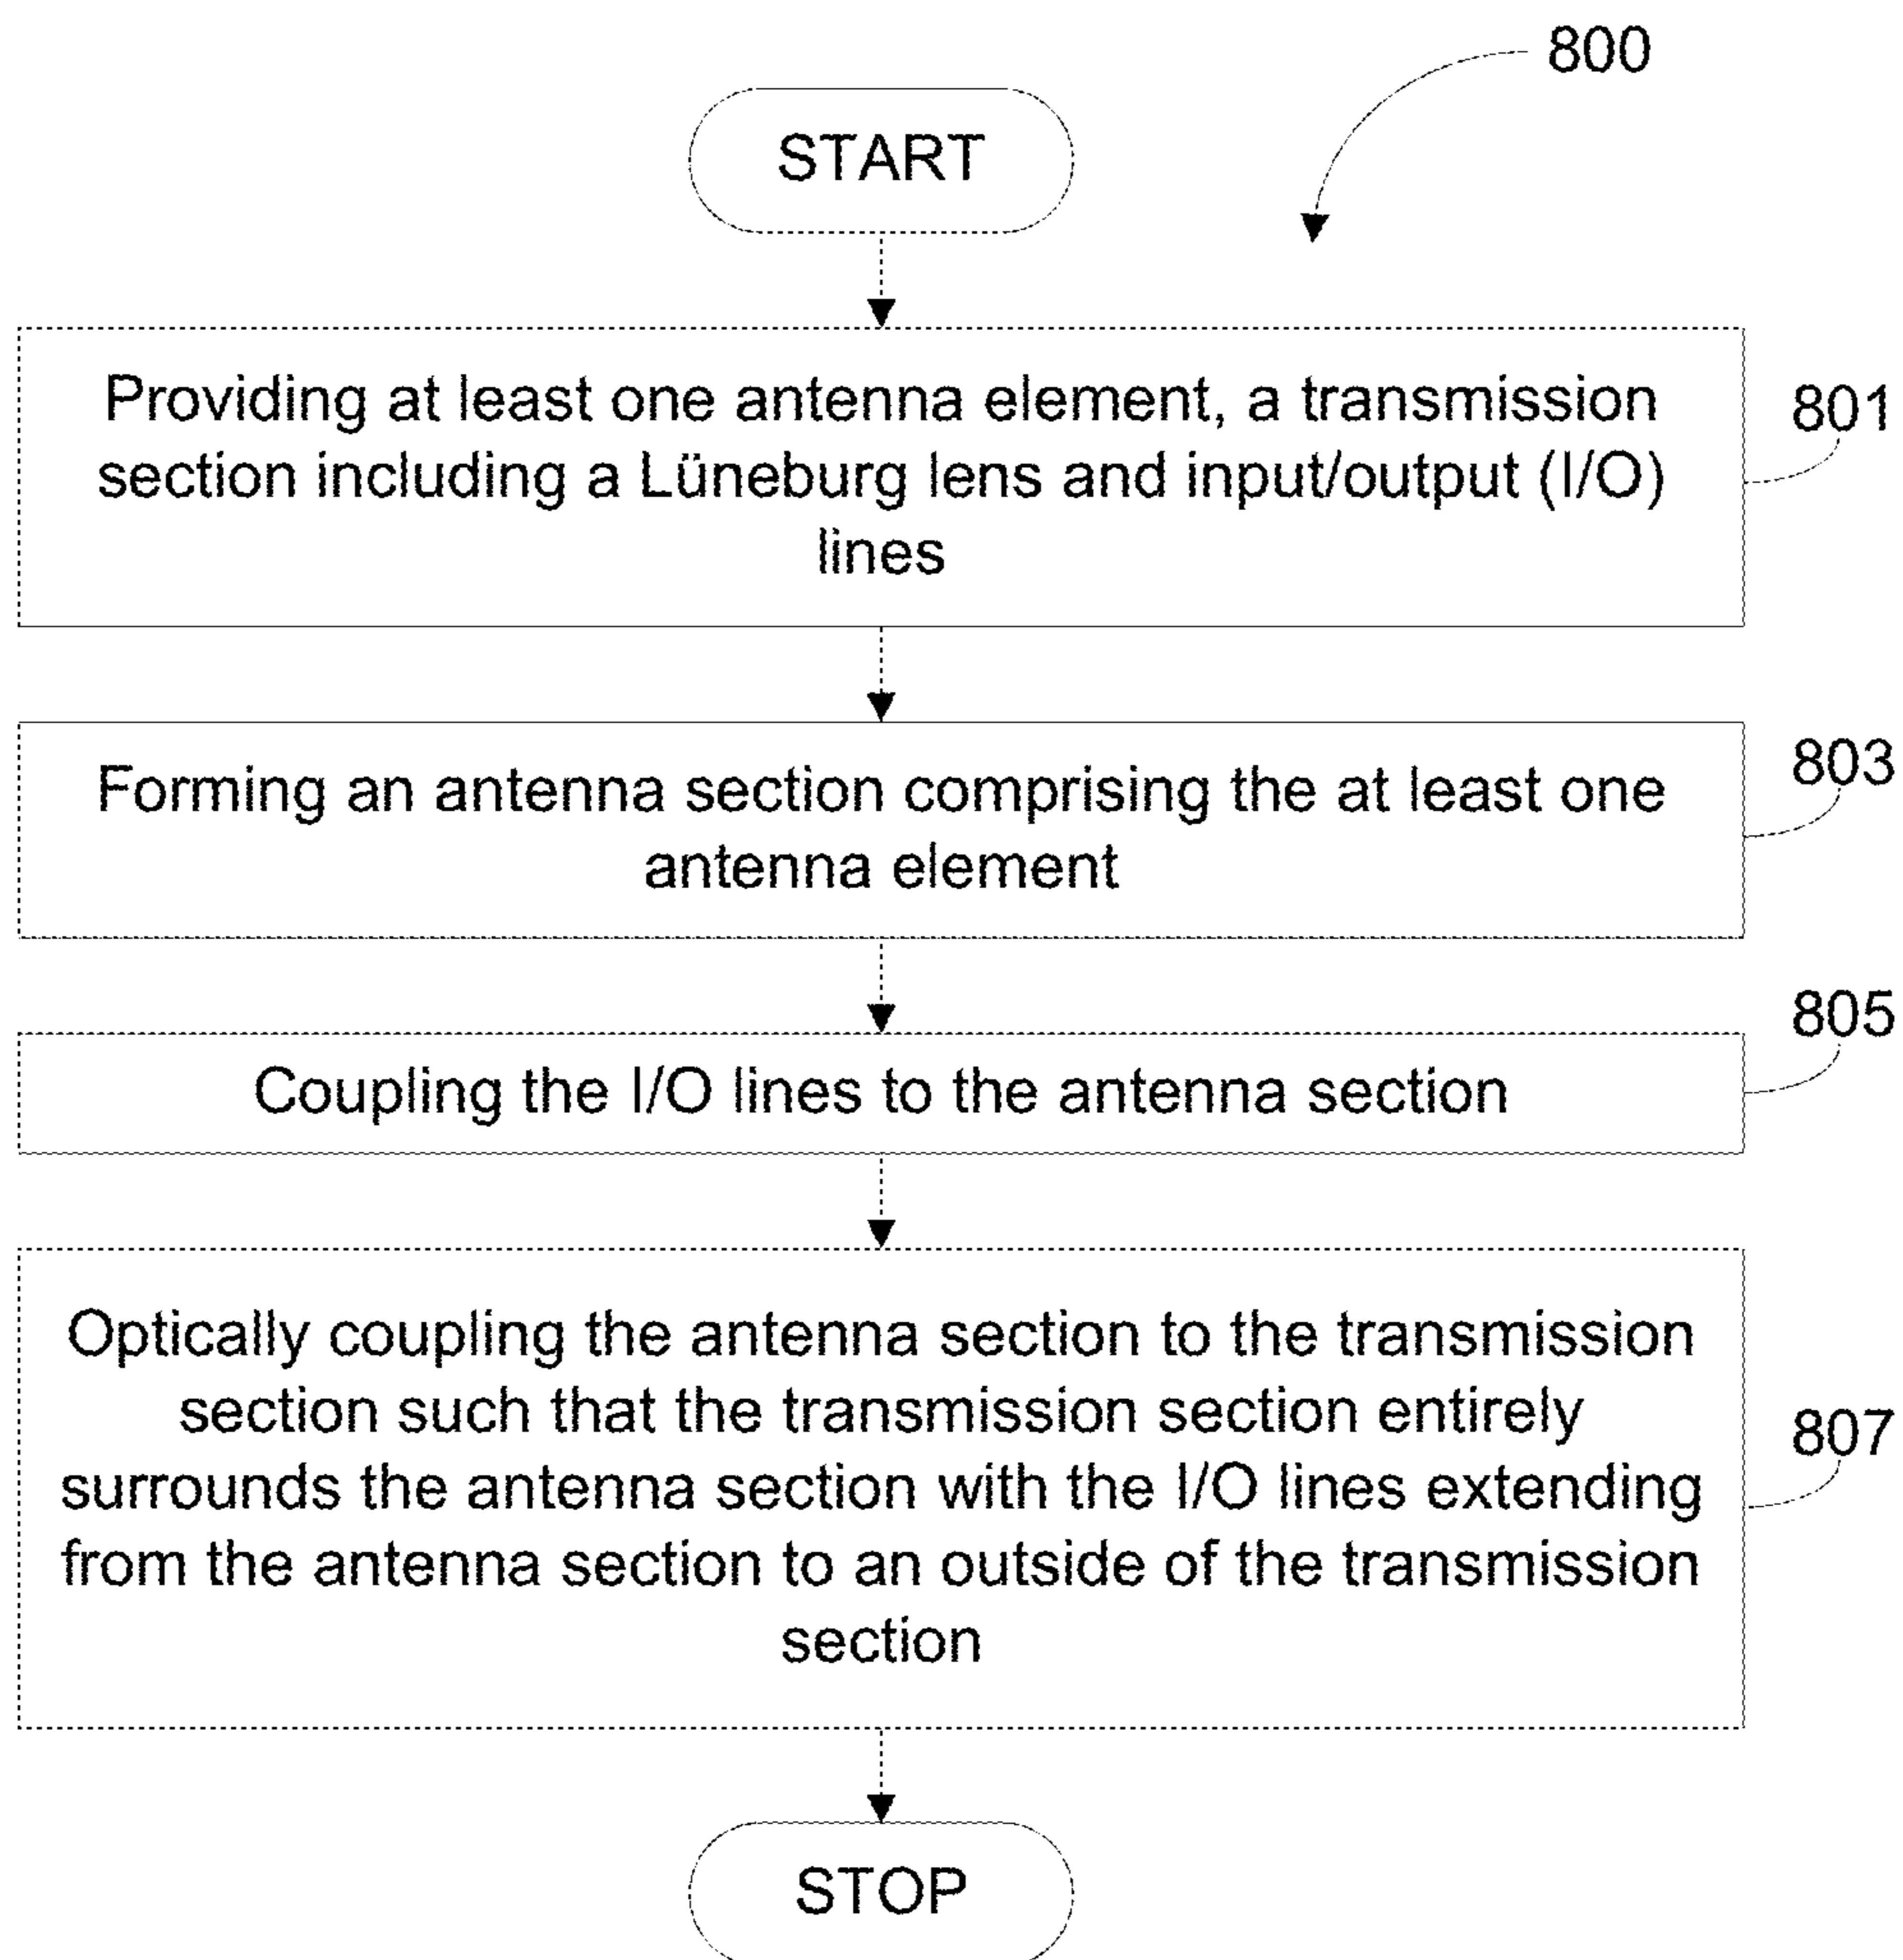 800
START
Providing at least one antenna element, a transmission
section including a Lüneburg lens and input/output (I/O)
lines
801
Forming an antenna section comprising the at least one
antenna element
803
Coupling the I/O lines to the antenna section
805
Optically coupling the antenna section to the transmission
section such that the transmission section entirely
surrounds the antenna section with the I/O lines extending
from the antenna section to an outside of the transmission
section
807
STOP